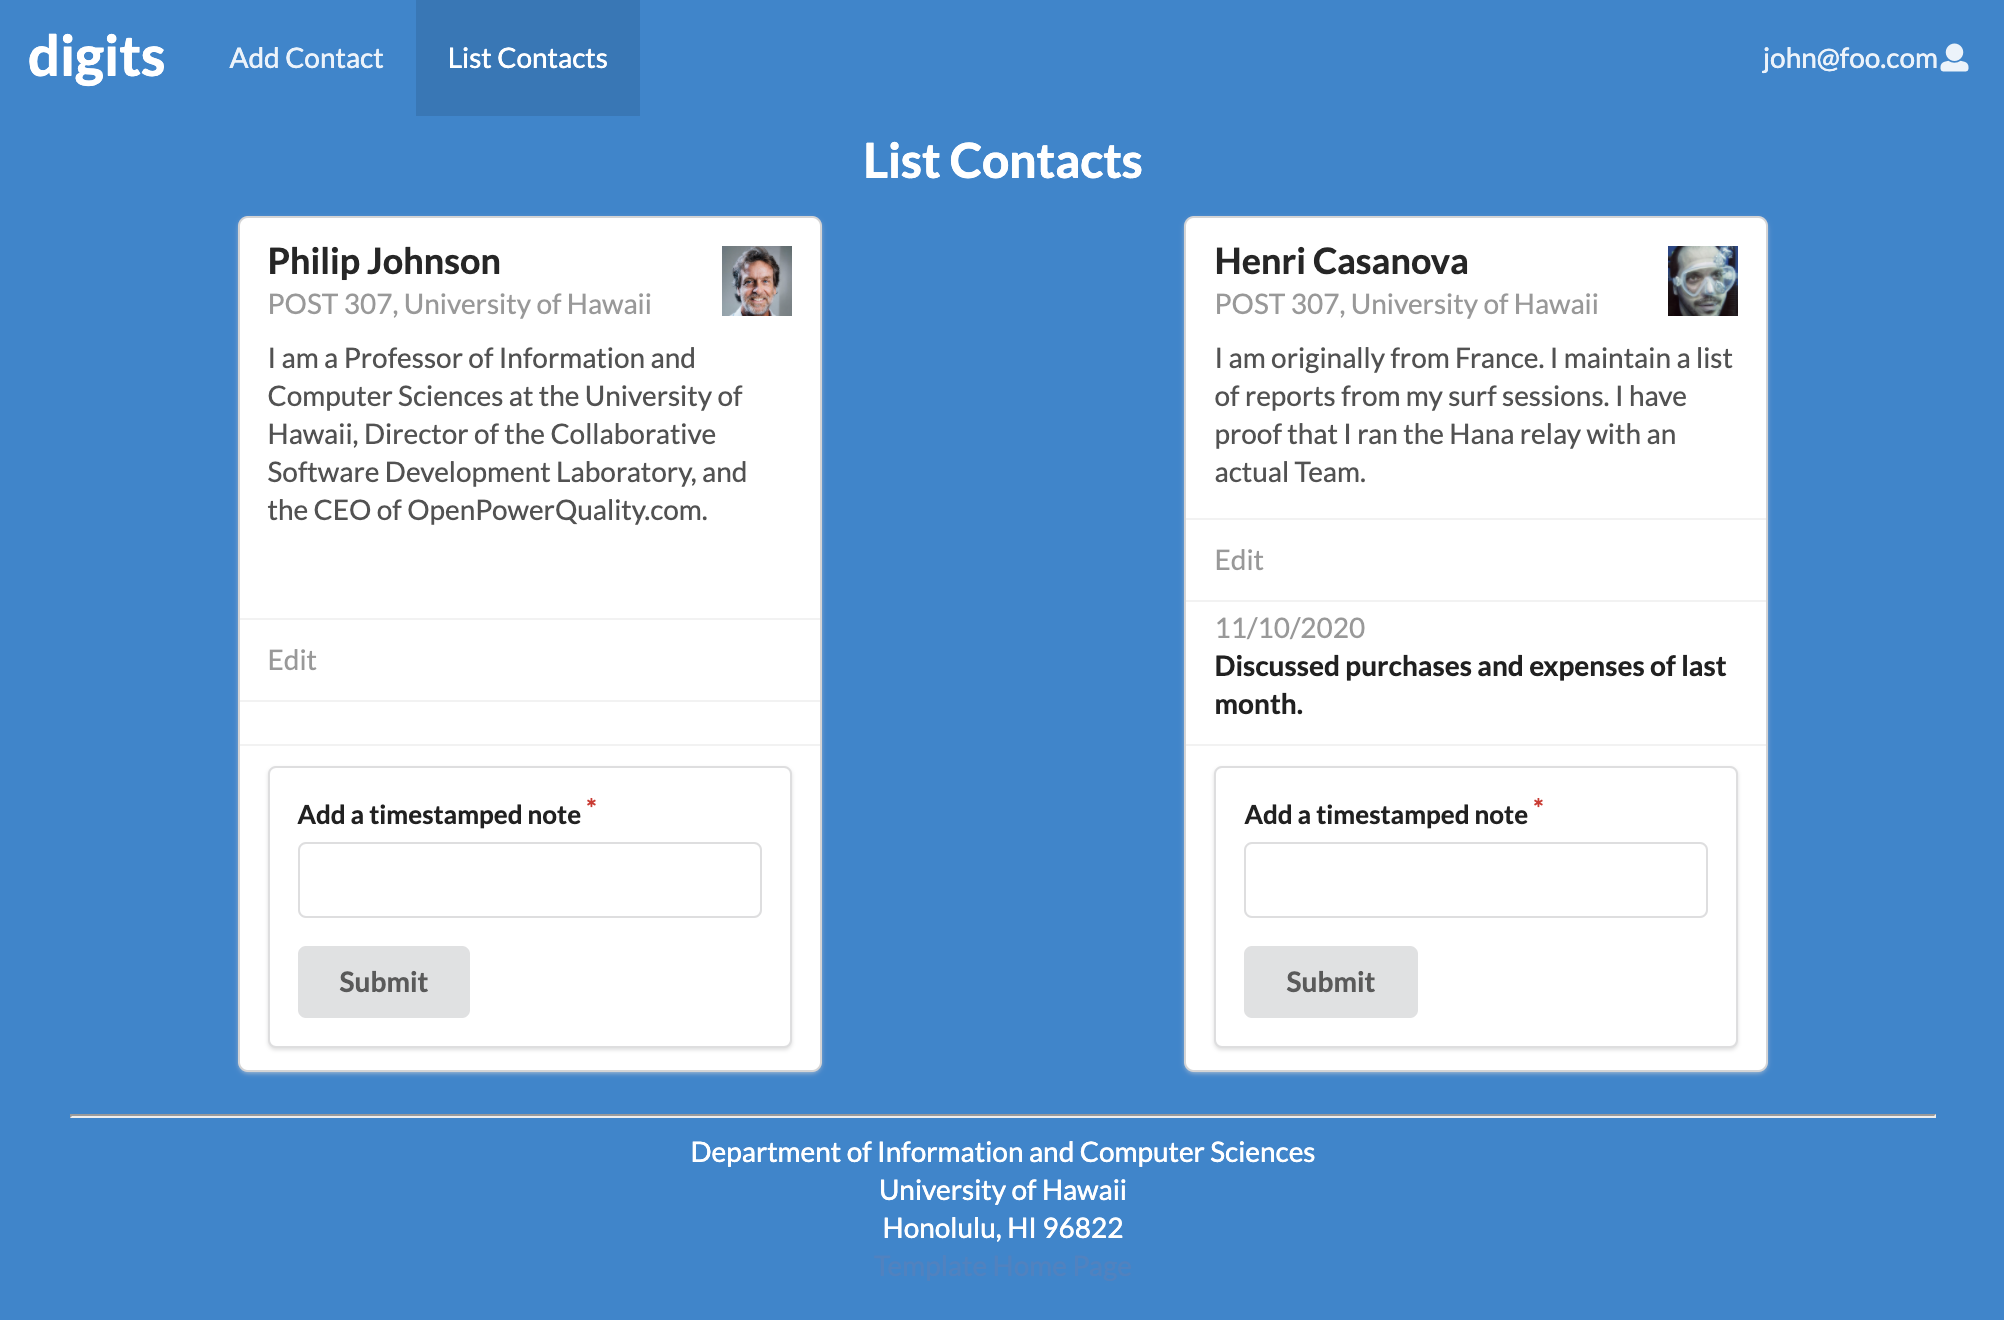 digits
Add Contact
List Contacts
john@foo.com
List Contacts
Philip Johnson
POST 307, University of Hawaii
I am a Professor of Information and
Computer Sciences at the University of
Hawaii, Director of the Collaborative
Software Development Laboratory, and
the CEO of OpenPowerQuality.com.
Edit
Add a timestamped note *
Submit
Henri Casanova
POST 307, University of Hawaii
I am originally from France. I maintain a list
of reports from my surf sessions. I have
proof that I ran the Hana relay with an
actual Team.
Edit
11/10/2020
Discussed purchases and expenses of last
month.
Add a timestamped note *
Submit
Department of Information and Computer Sciences
University of Hawaii
Honolulu, HI 96822
Template Home Page